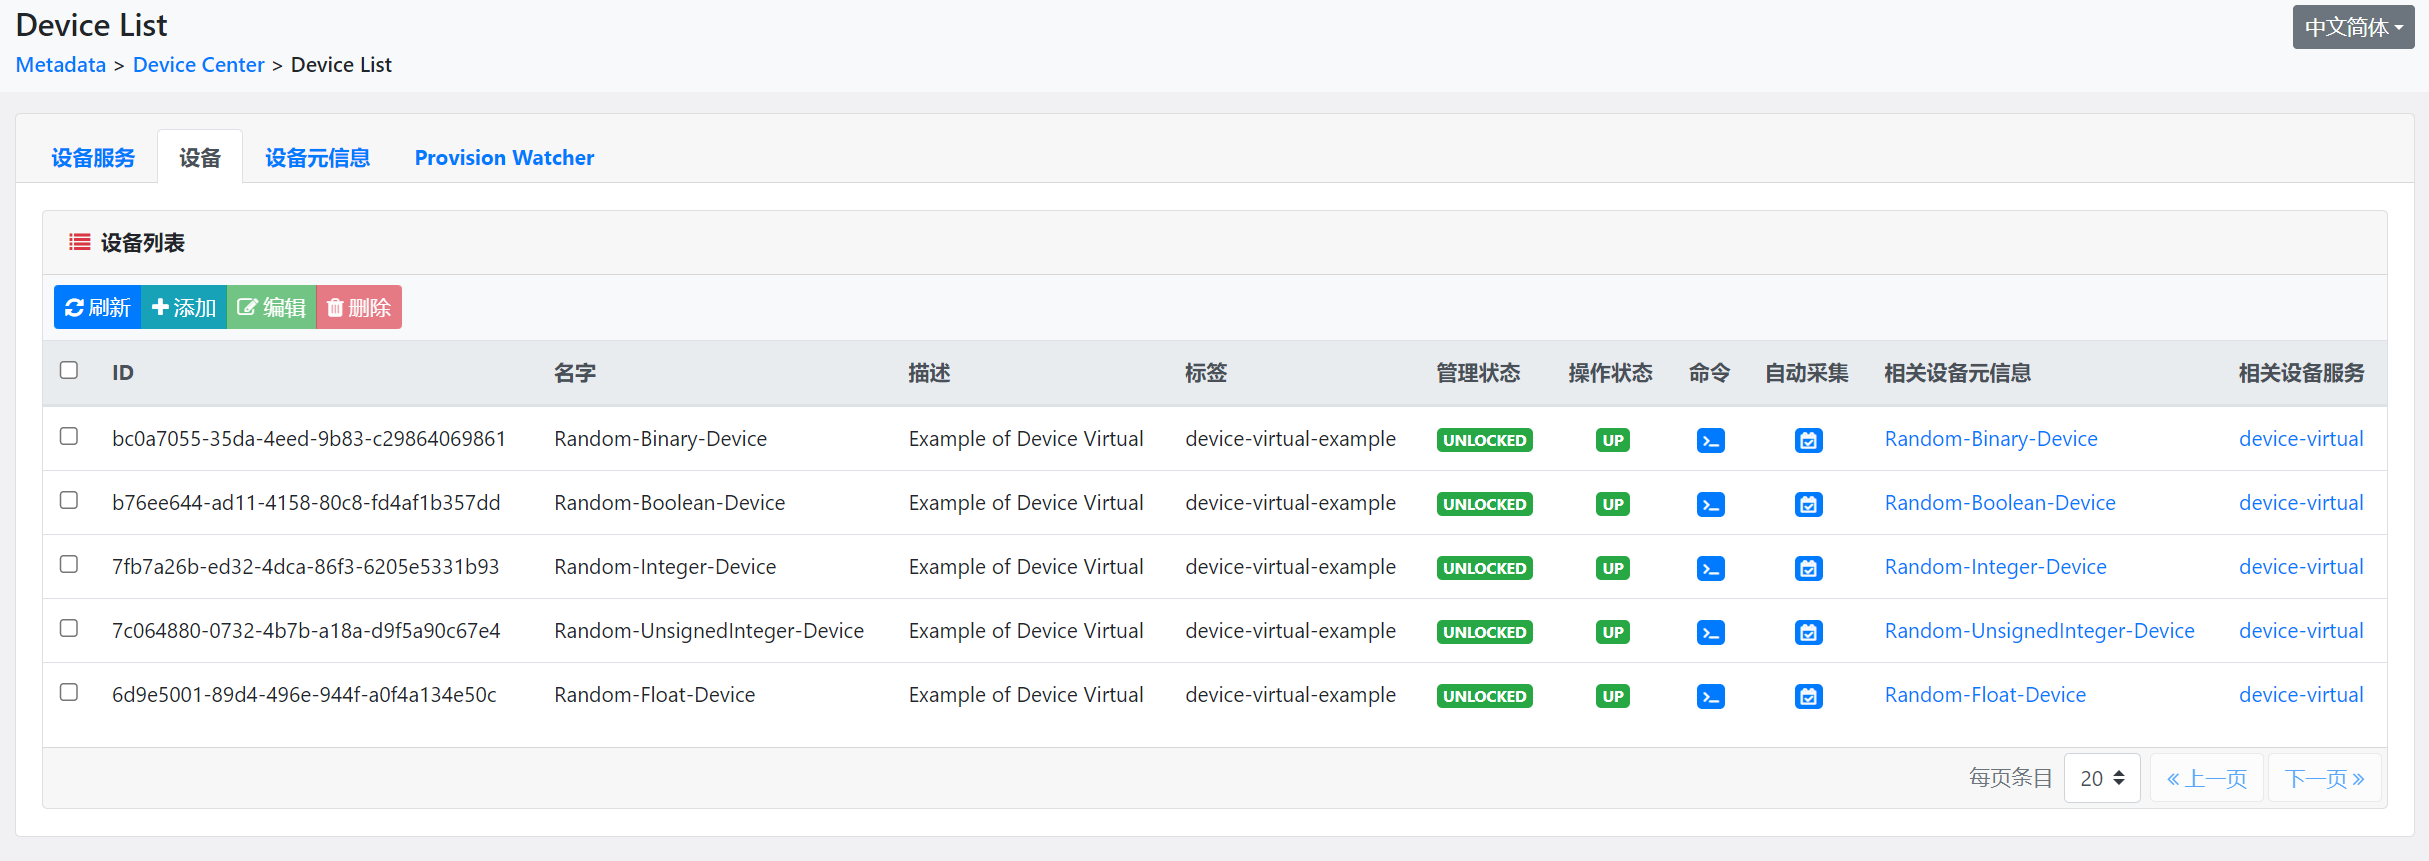 Device List
中文简体
Metadata > Device Center > Device List
设备服务 设备 设备元信息 Provision Watcher
设备列表
刷新 添加 编辑 删除
ID 名字 描述 标签 管理状态 操作状态 命令 自动采集 相关设备元信息 相关设备服务
bc0a7055-35da-4eed-9b83-c29864069861 Random-Binary-Device Example of Device Virtual device-virtual-example UNLOCKED UP Random-Binary-Device device-virtual
b76ee644-ad11-4158-80c8-fd4af1b357dd Random-Boolean-Device Example of Device Virtual device-virtual-example UNLOCKED UP Random-Boolean-Device device-virtual
7fb7a26b-ed32-4dca-86f3-6205e5331b93 Random-Integer-Device Example of Device Virtual device-virtual-example UNLOCKED UP Random-Integer-Device device-virtual
7c064880-0732-4b7b-a18a-d9f5a90c67e4 Random-UnsignedInteger-Device Example of Device Virtual device-virtual-example UNLOCKED UP Random-UnsignedInteger-Device device-virtual
6d9e5001-89d4-496e-944f-a0f4a134e50c Random-Float-Device Example of Device Virtual device-virtual-example UNLOCKED UP Random-Float-Device device-virtual
每页条目 20 «上一页 下一页»